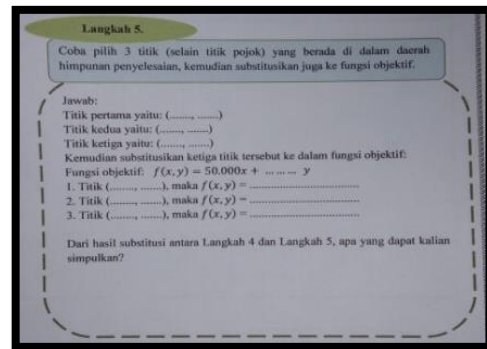 Langkah 5.
Coba pilih 3 titik (selain titik pojok) yang berada di dalam daerah
himpunan penyelesaian, kemudian substitusikan juga ke fungsi objektif.
Jawab:
Titik pertama yaitu: (........, ........)
Titik kedua yaitu: (........, ........)
Titik ketiga yaitu: (........, ........)
Kemudian substitusikan ketiga titik tersebut ke dalam fungsi objektif:
Fungsi objektif: f(x, y) = 50.000x + ... ... ... y
1. Titik (........, ........), maka f(x, y) = ....................................
2. Titik (........, ........), maka f(x, y) = ....................................
3. Titik (........, ........), maka f(x, y) = ....................................
Dari hasil substitusi antara Langkah 4 dan Langkah 5, apa yang dapat kalian
simpulkan?